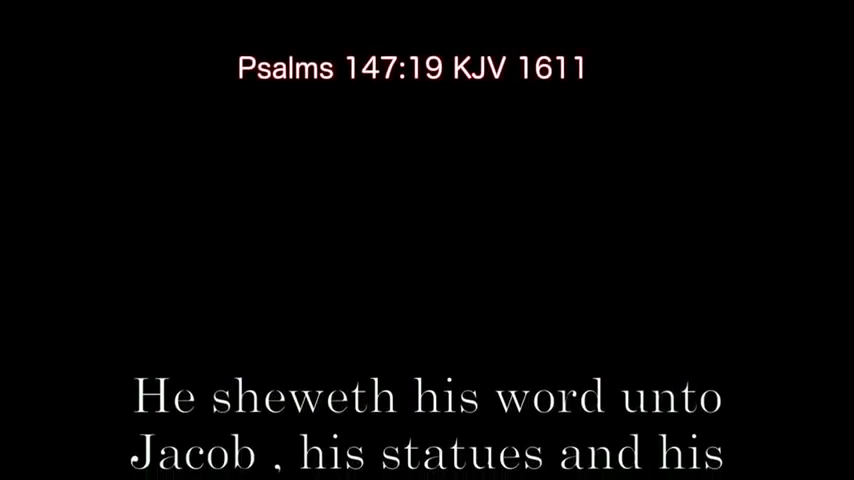 Psalms 147:19 KJV 1611
He sheweth his word unto
Jacob , his statues and his